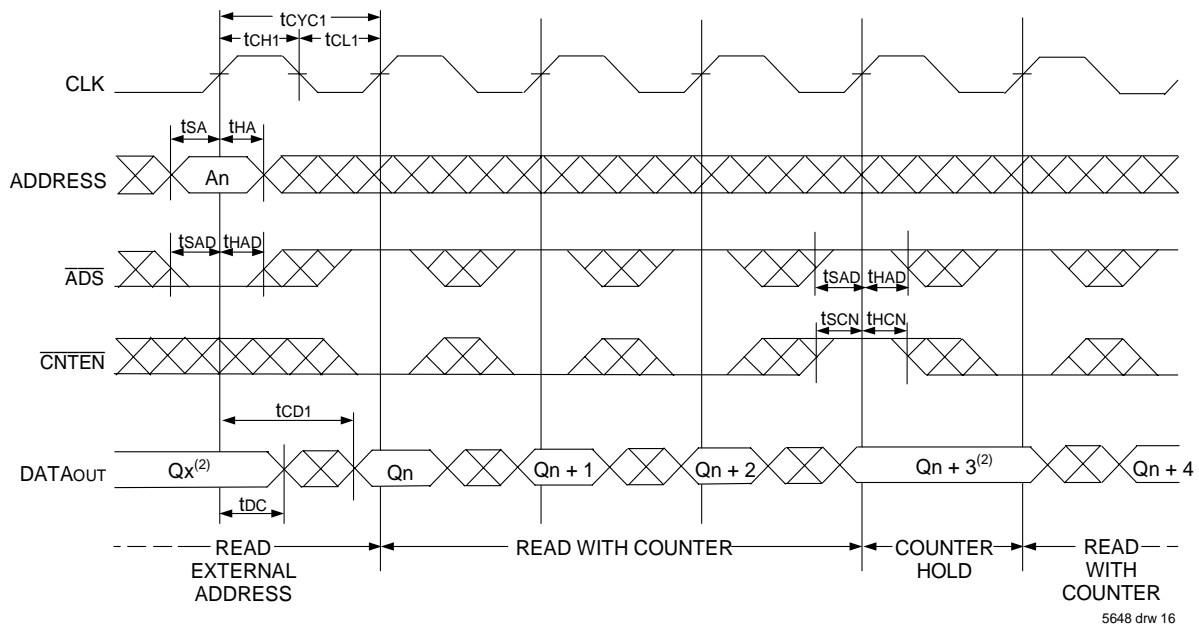 tCYC1
tCH1 tCL1
CLK
tSA tHA
ADDRESS An
tSAD tHAD
ADS
tSAD tHAD
tSCN tHCN
CNTEN
tCD1
DATAOUT Qx(2) Qn Qn + 1 Qn + 2 Qn + 3(2) Qn + 4
tDC
READ EXTERNAL ADDRESS
READ WITH COUNTER
COUNTER HOLD
READ WITH COUNTER
5648 drw 16